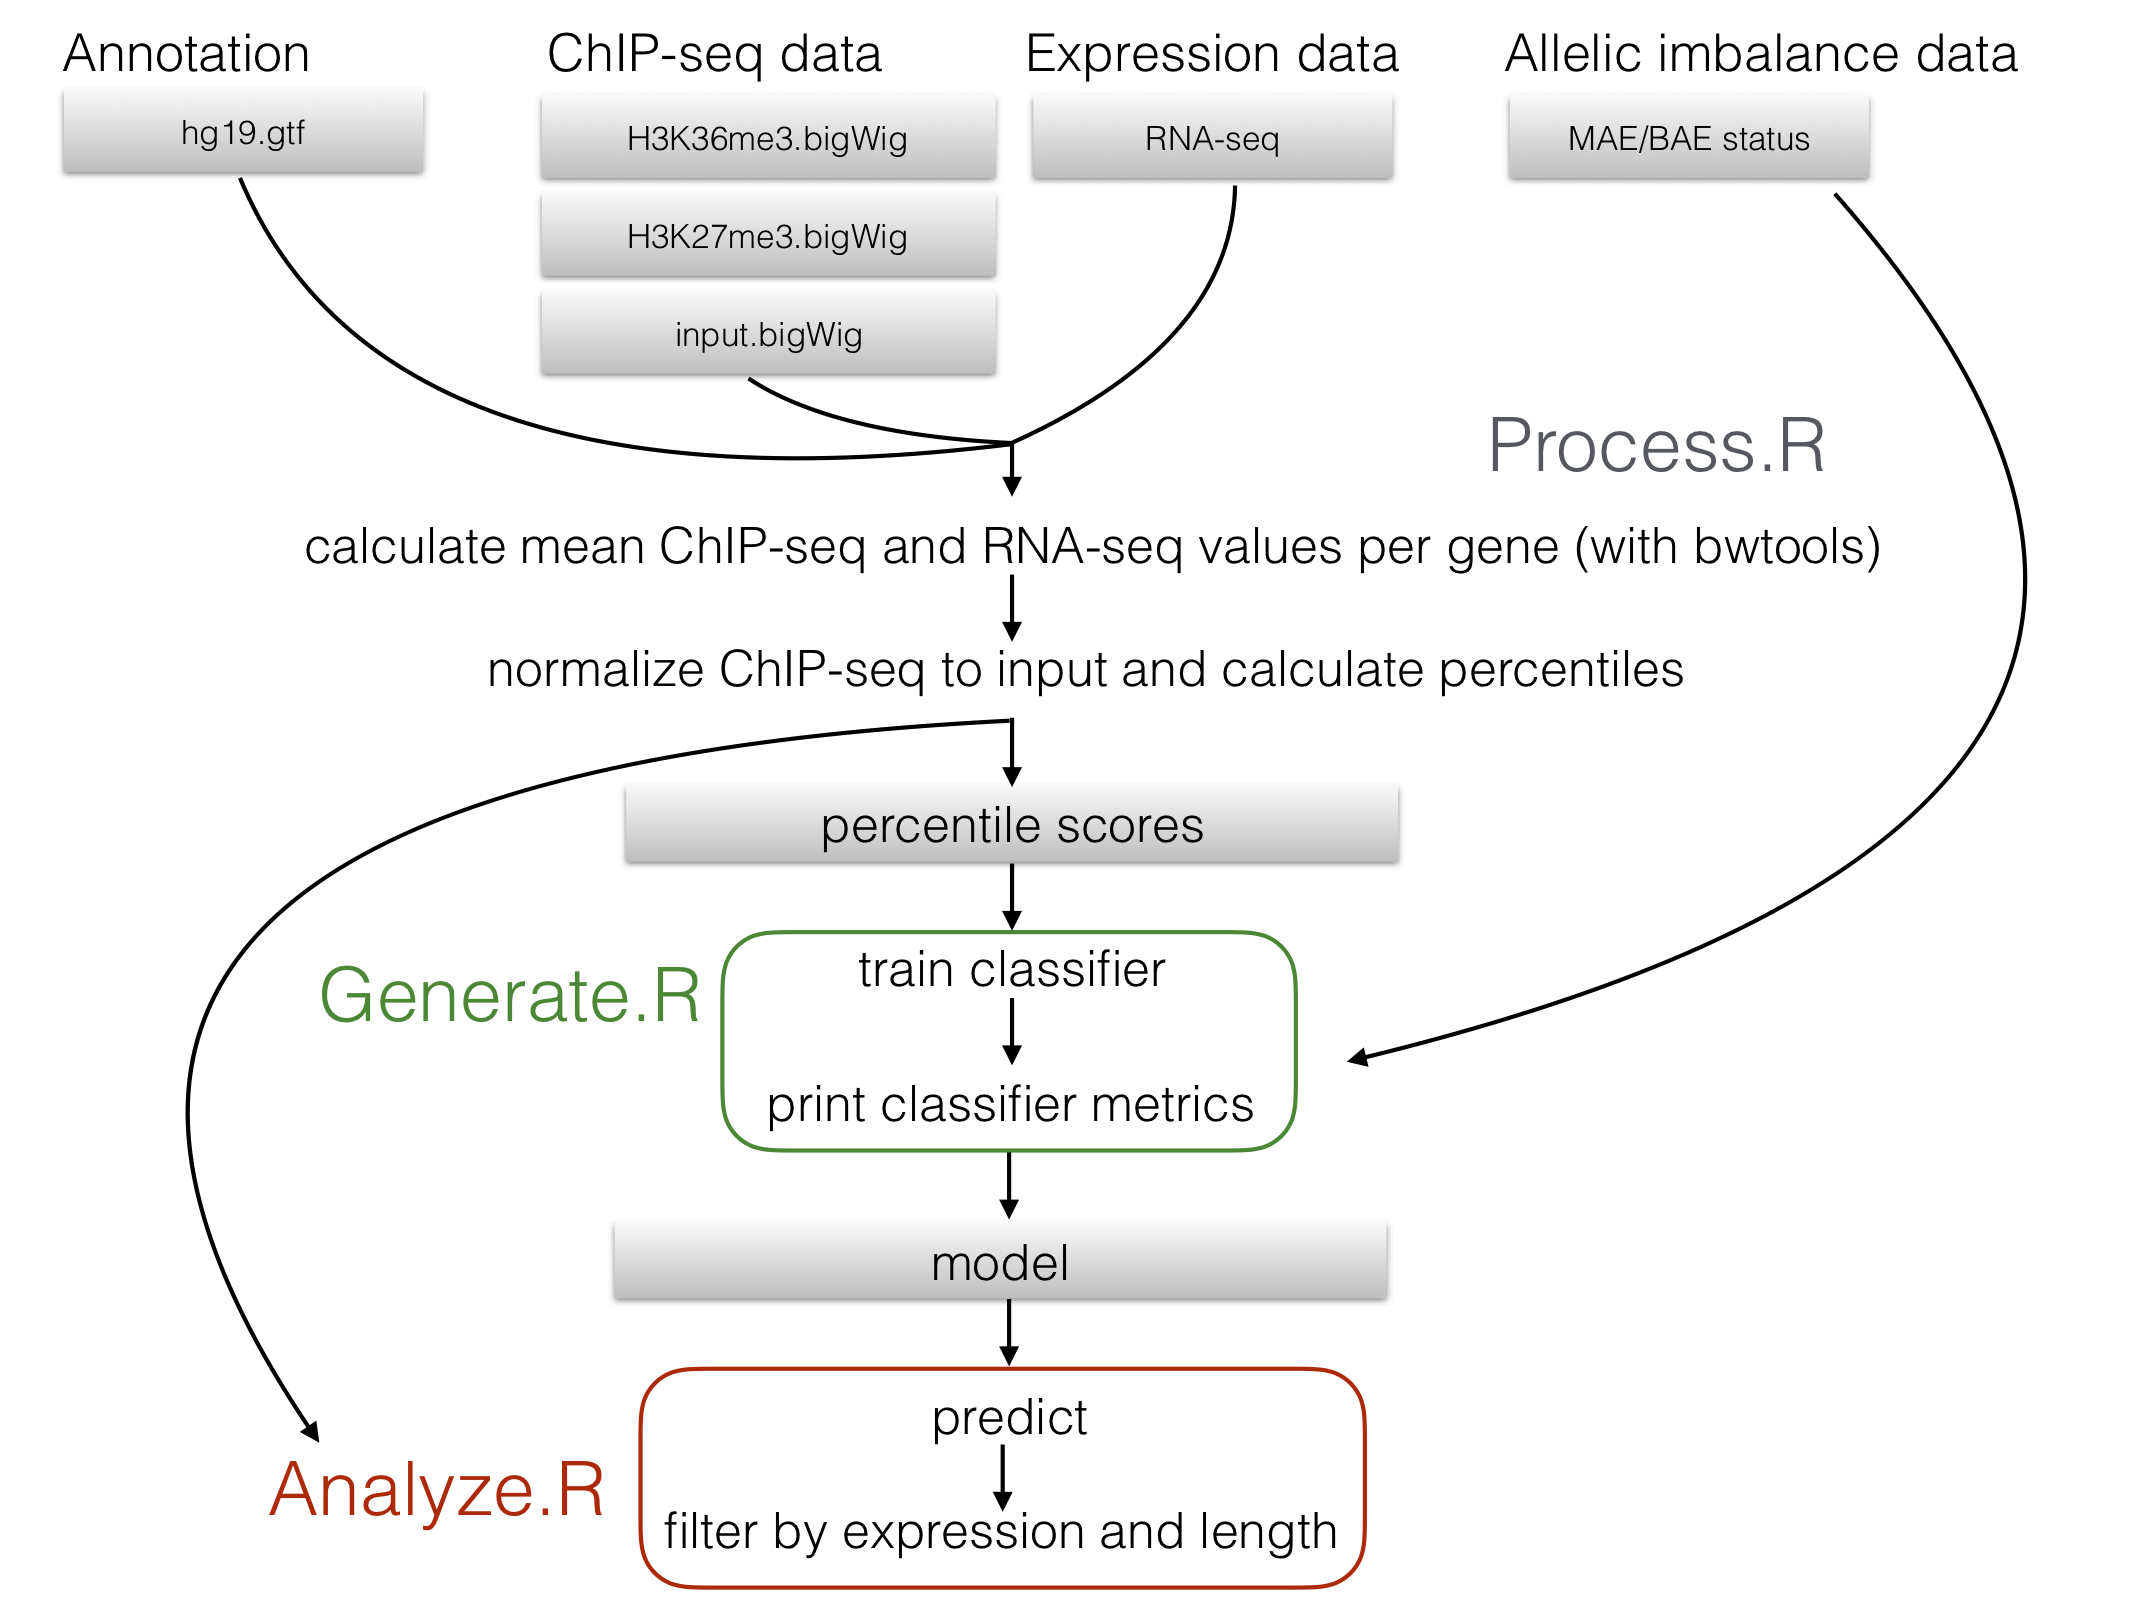 Annotation
ChIP-seq data
Expression data
Allelic imbalance data
hg19.gtf
H3K36me3.bigWig
RNA-seq
MAE/BAE status
H3K27me3.bigWig
input.bigWig
Process.R
calculate mean ChIP-seq and RNA-seq values per gene (with bwtools)
normalize ChIP-seq to input and calculate percentiles
percentile scores
Generate.R
train classifier
print classifier metrics
model
Analyze.R
predict
filter by expression and length